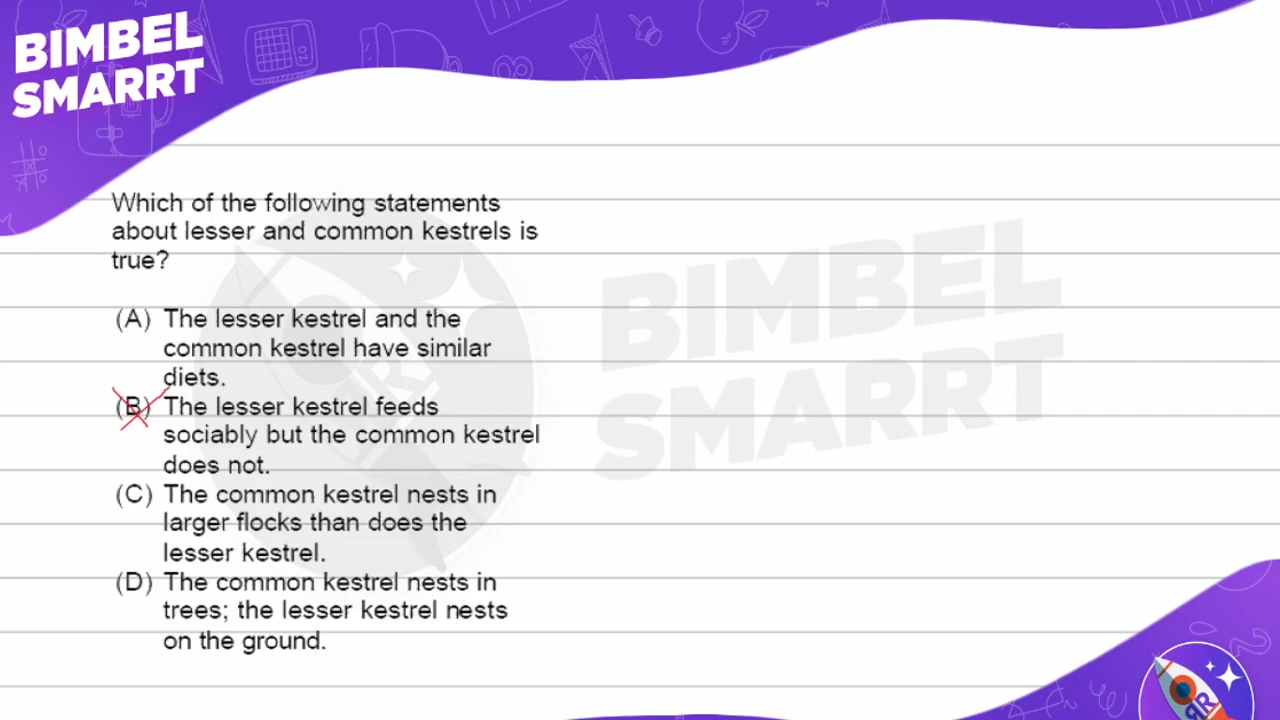 BIMBEL
SMARRT
Which of the following statements
about lesser and common kestrels is
true?
(A) The lesser kestrel and the
common kestrel have similar
diets.
(B) The lesser kestrel feeds
sociably but the common kestrel
does not.
(C) The common kestrel nests in
larger flocks than does the
lesser kestrel.
(D) The common kestrel nests in
trees; the lesser kestrel nests
on the ground.
BIMBEL
SMARRT